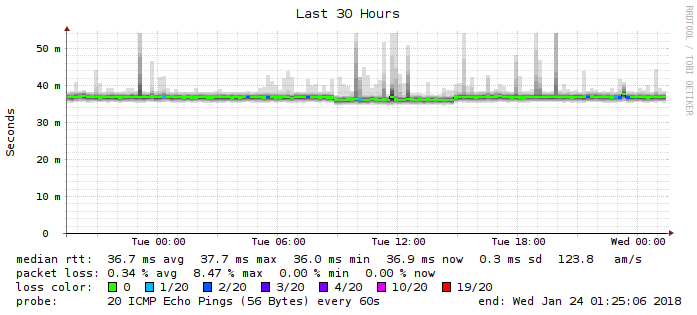 Last 30 Hours
RRDTOOL / TOBI OETIKER
Seconds
50 m
40 m
30 m
20 m
10 m
0
Tue 00:00 Tue 06:00 Tue 12:00 Tue 18:00 Wed 00:00
median rtt: 36.7 ms avg 37.7 ms max 36.0 ms min 36.9 ms now 0.3 ms sd 123.8 am/s
packet loss: 0.34 % avg 8.47 % max 0.00 % min 0.00 % now
loss color: 0 1/20 2/20 3/20 4/20 10/20 19/20
probe: 20 ICMP Echo Pings (56 Bytes) every 60s end: Wed Jan 24 01:25:06 2018